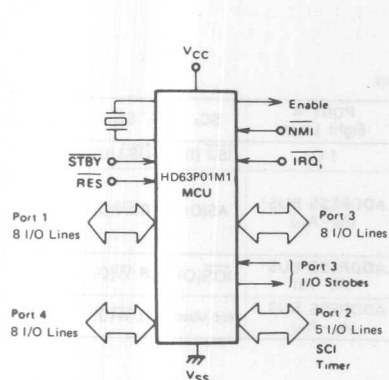 VCC
Enable
NMI
STBY
IRQ1
RES
HD63P01M1
MCU
Port 1
8 I/O Lines
Port 3
8 I/O Lines
Port 3
I/O Strobes
Port 4
8 I/O Lines
Port 2
5 I/O Lines
SCI
Timer
VSS